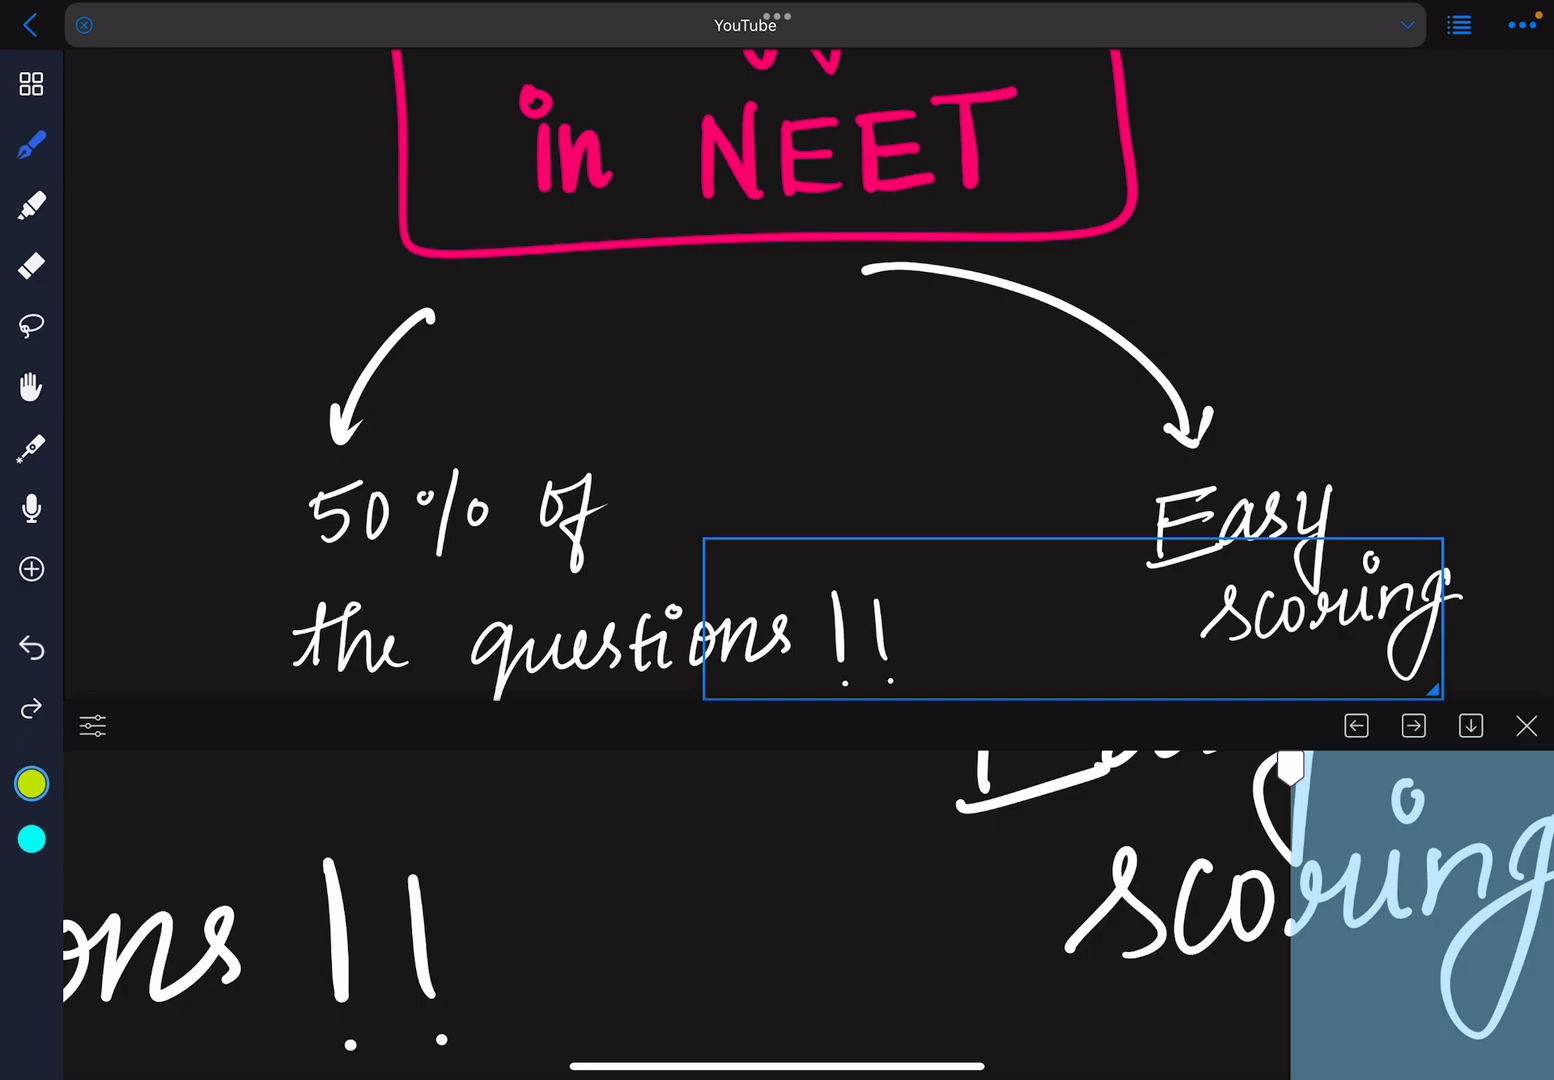 YouTube
in NEET
50% of
the questions !!
Easy
scoring
ons !!
scoring